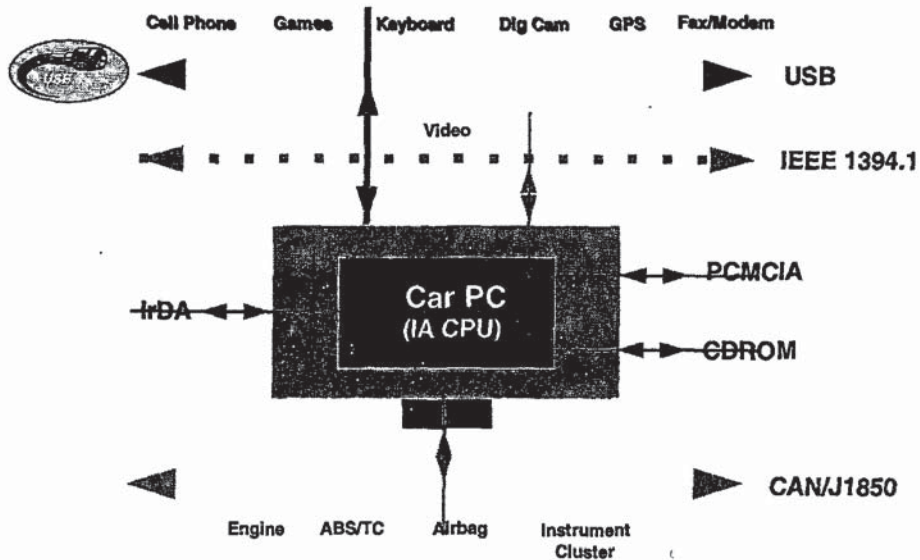 Cell Phone Games Keyboard Dig Cam GPS Fax/Modem
USB
USB
Video
IEEE 1394.1
Car PC
(IA CPU)
PCMCIA
IrDA
CDROM
CAN/J1850
Engine ABS/TC Airbag Instrument
Cluster